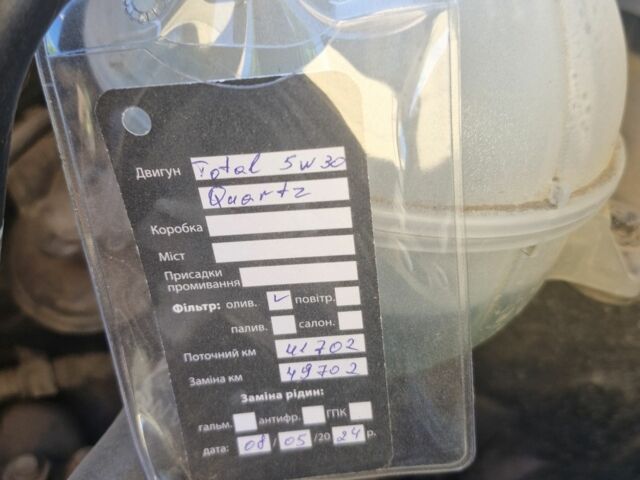 Двигун Total 5w30
Quartz
Коробка
Міст
Присадки
промивання
Фільтр: олив. ✓ повітр.
палив. салон.
Поточний км 41702
Заміна км 49702
Заміна рідин:
гальм. антифр. ГПК
дата: 08/05/2024 р.